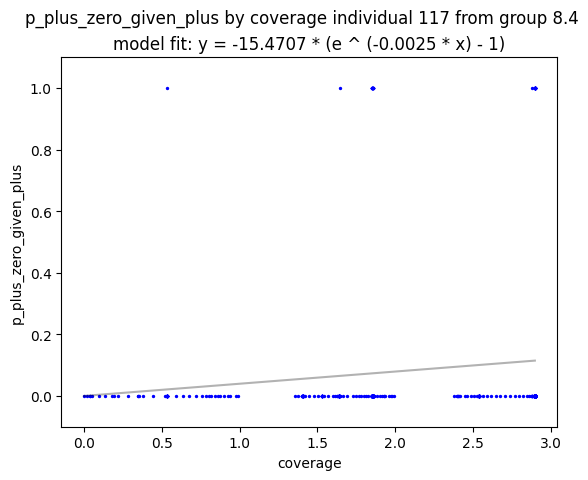 p_plus_zero_given_plus by coverage individual 117 from group 8.4
model fit: y = -15.4707 * (e ^ (-0.0025 * x) - 1)
1.0
0.8
0.6
0.4
0.2
0.0
p_plus_zero_given_plus
0.0 0.5 1.0 1.5 2.0 2.5 3.0
coverage